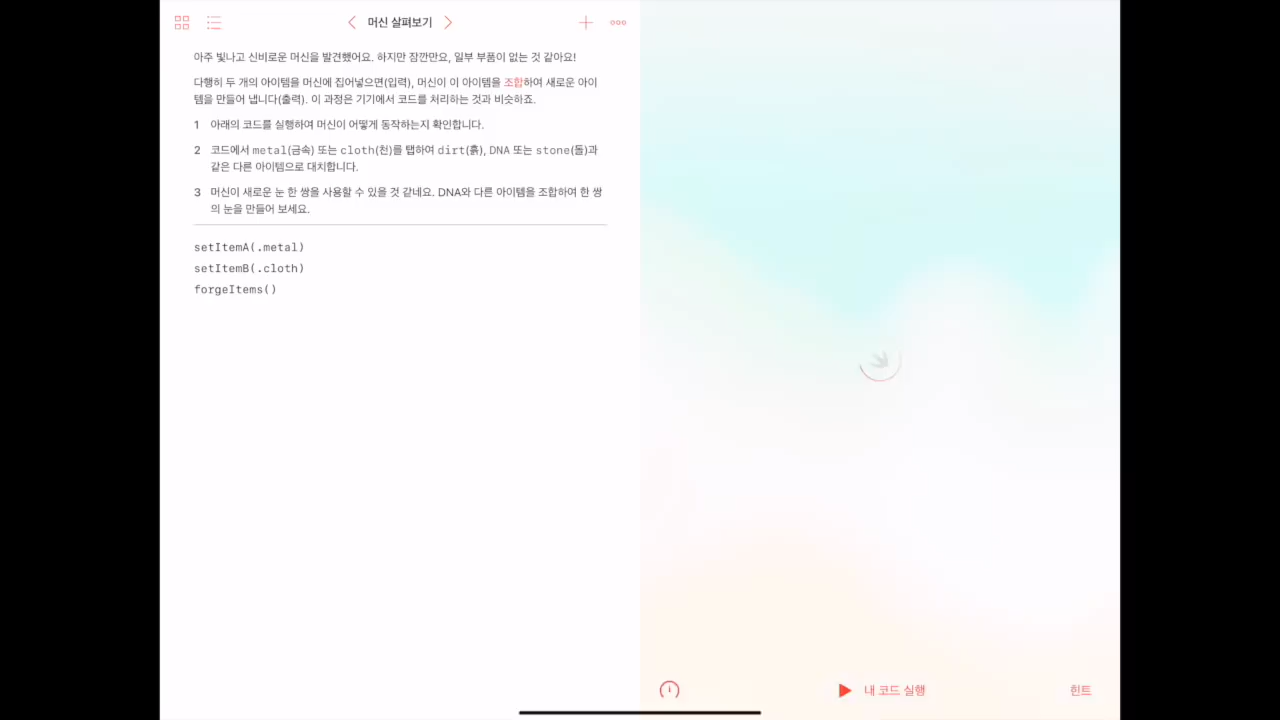 머신 살펴보기
아주 빛나고 신비로운 머신을 발견했어요. 하지만 잠깐만요, 일부 부품이 없는 것 같아요!
다행히 두 개의 아이템을 머신에 집어넣으면(입력), 머신이 이 아이템을 조합하여 새로운 아이
템을 만들어 냅니다(출력). 이 과정은 기기에서 코드를 처리하는 것과 비슷하죠.
1 아래의 코드를 실행하여 머신이 어떻게 동작하는지 확인합니다.
2 코드에서 metal(금속) 또는 cloth(천)를 탭하여 dirt(흙), DNA 또는 stone(돌)과
같은 다른 아이템으로 대치합니다.
3 머신이 새로운 눈 한 쌍을 사용할 수 있을 것 같네요. DNA와 다른 아이템을 조합하여 한 쌍
의 눈을 만들어 보세요.
setItemA(.metal)
setItemB(.cloth)
forgeItems()
내 코드 실행
힌트